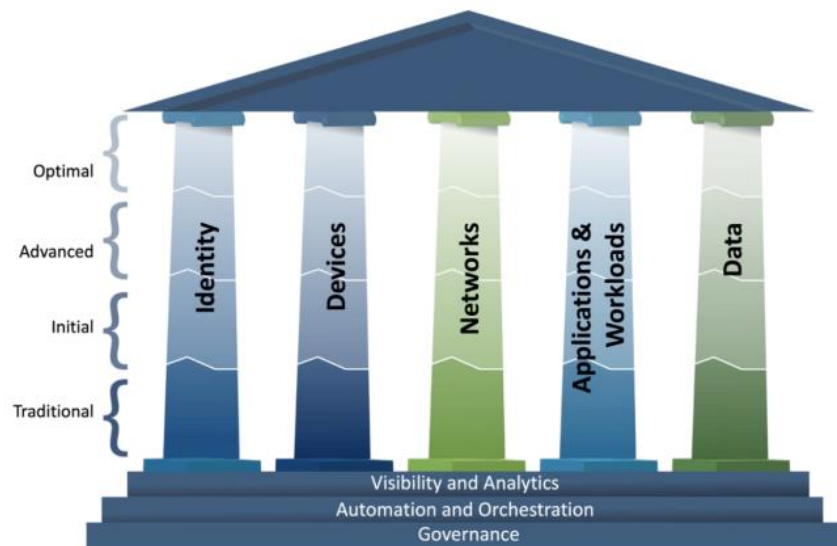 Optimal
Advanced
Initial
Traditional
Identity
Devices
Networks
Applications &
Workloads
Data
Visibility and Analytics
Automation and Orchestration
Governance